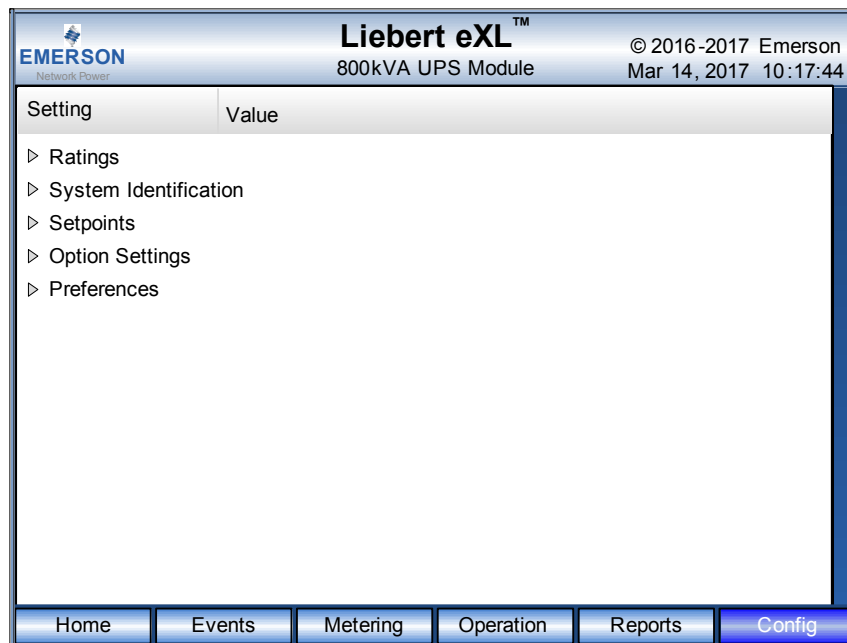 EMERSON
Network Power
Liebert eXL™
800kVA UPS Module
© 2016-2017 Emerson
Mar 14, 2017 10:17:44
Setting Value
Ratings
System Identification
Setpoints
Option Settings
Preferences
Home Events Metering Operation Reports Config